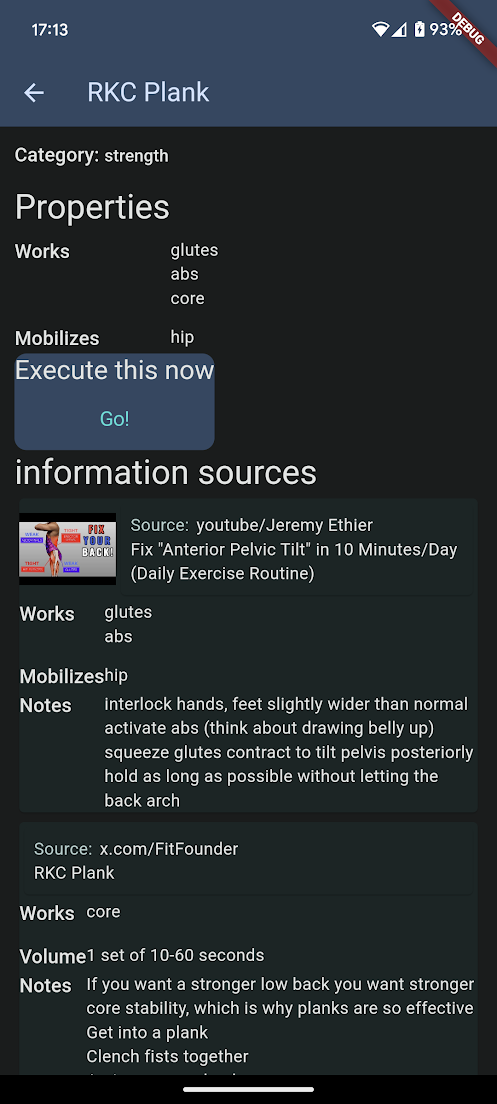 17:13
93%
DEBUG
RKC Plank
Category: strength
Properties
Works glutes
abs
core
Mobilizes hip
Execute this now
Go!
information sources
FIX
YOUR
BACK!
WEAK
TIGHT
TIGHT
WEAK
Source: youtube/Jeremy Ethier
Fix "Anterior Pelvic Tilt" in 10 Minutes/Day
(Daily Exercise Routine)
Works glutes
abs
Mobilizes hip
Notes interlock hands, feet slightly wider than normal
activate abs (think about drawing belly up)
squeeze glutes contract to tilt pelvis posteriorly
hold as long as possible without letting the
back arch
Source: x.com/FitFounder
RKC Plank
Works core
Volume 1 set of 10-60 seconds
Notes If you want a stronger low back you want stronger
core stability, which is why planks are so effective
Get into a plank
Clench fists together